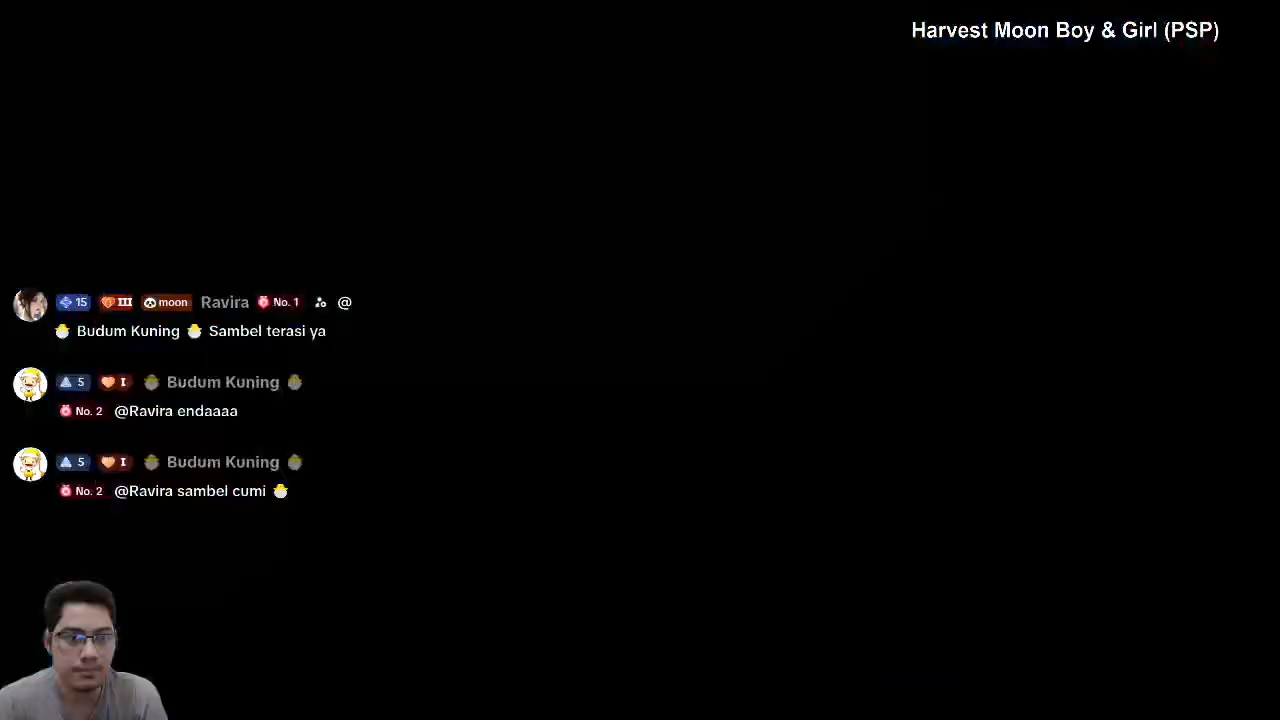 Harvest Moon Boy & Girl (PSP)
15 III moon Ravira No. 1 @
Budum Kuning Sambel terasi ya
5 I Budum Kuning
No. 2 @Ravira endaaaa
5 I Budum Kuning
No. 2 @Ravira sambel cumi